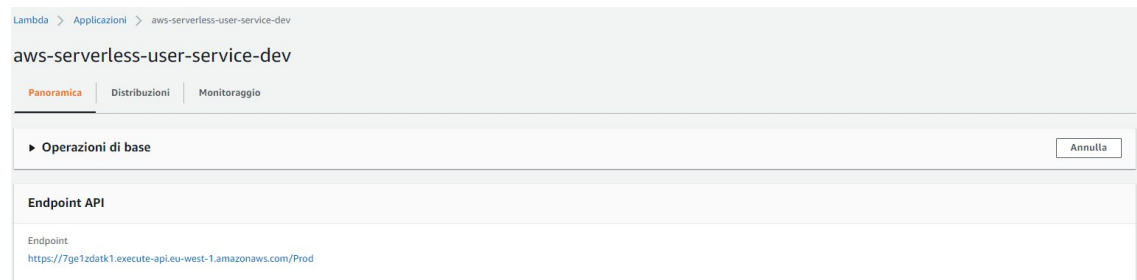 Lambda > Applicazioni > aws-serverless-user-service-dev
aws-serverless-user-service-dev
Panoramica Distribuzioni Monitoraggio
Operazioni di base Annulla
Endpoint API
Endpoint
https://7ge1zdatk1.execute-api.eu-west-1.amazonaws.com/Prod